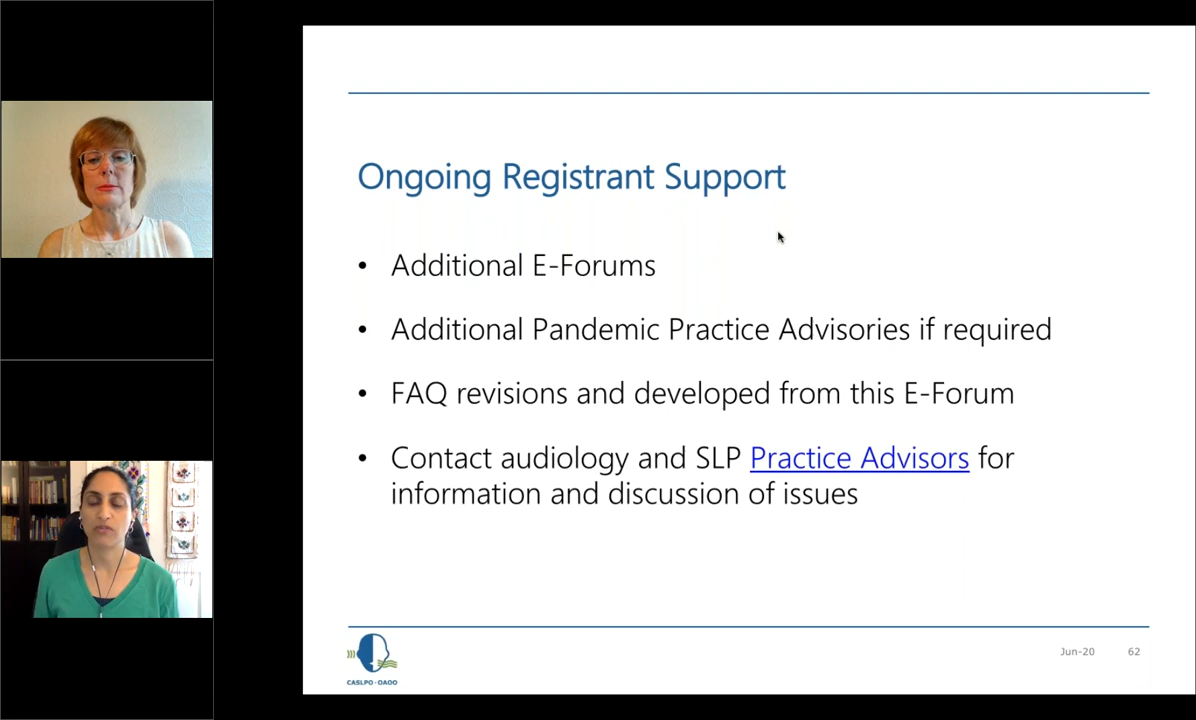 Ongoing Registrant Support
• Additional E-Forums
• Additional Pandemic Practice Advisories if required
• FAQ revisions and developed from this E-Forum
• Contact audiology and SLP Practice Advisors for
information and discussion of issues
CASLPO • OAOO
Jun-20
62